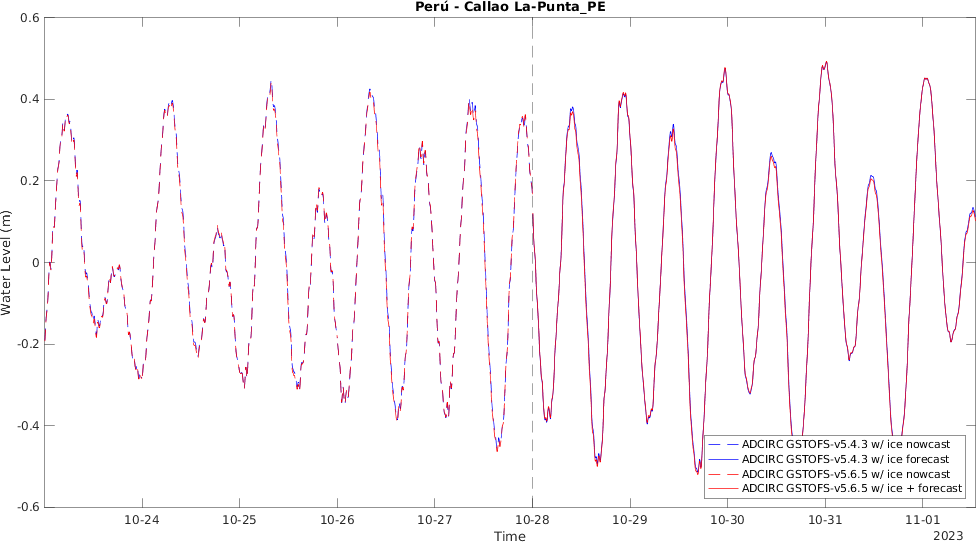 Perú - Callao La-Punta_PE
0.6
0.4
0.2
0
-0.2
-0.4
-0.6
Water Level (m)
10-24
10-25
10-26
10-27
10-28
10-29
10-30
10-31
11-01
2023
Time
ADCIRC GSTOFS-v5.4.3 w/ ice nowcast
ADCIRC GSTOFS-v5.4.3 w/ ice forecast
ADCIRC GSTOFS-v5.6.5 w/ ice nowcast
ADCIRC GSTOFS-v5.6.5 w/ ice + forecast